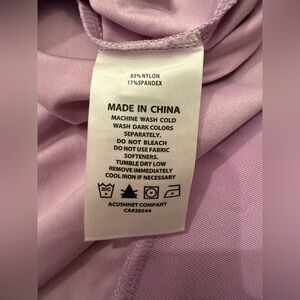 83% NYLON
17% SPANDEX
MADE IN CHINA
MACHINE WASH COLD
WASH DARK COLORS
SEPARATELY.
DO NOT BLEACH
DO NOT USE FABRIC
SOFTENERS.
TUMBLE DRY LOW
REMOVE IMMEDIATELY
COOL IRON IF NECESSARY
30C
ACUSHNET COMPANY
CA#28544